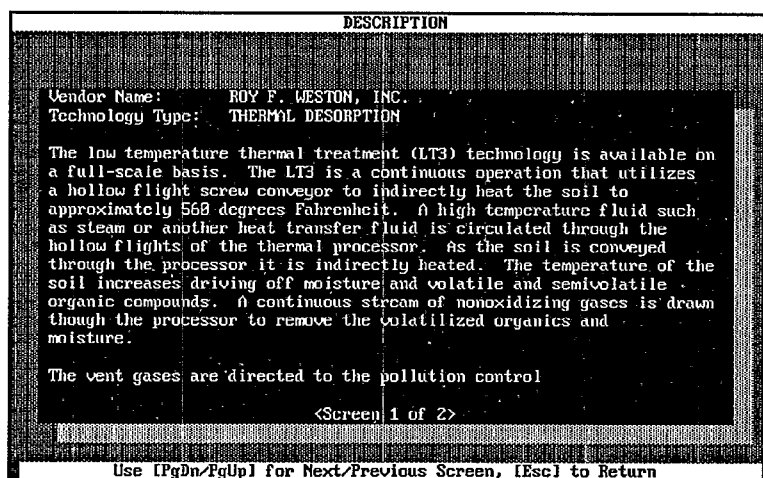 DESCRIPTION
Vendor Name: ROY F. WESTON, INC.
Technology Type: THERMAL DESORPTION
The low temperature thermal treatment (LT3) technology is available on
a full-scale basis. The LT3 is a continuous operation that utilizes
a hollow flight screw conveyor to indirectly heat the soil to
approximately 560 degrees Fahrenheit. A high temperature fluid such
as steam or another heat transfer fluid is circulated through the
hollow flights of the thermal processor. As the soil is conveyed
through the processor it is indirectly heated. The temperature of the
soil increases driving off moisture and volatile and semivolatile
organic compounds. A continuous stream of nonoxidizing gases is drawn
though the processor to remove the volatilized organics and
moisture.
The vent gases are directed to the pollution control
<Screen 1 of 2>
Use [PgDn/PgUp] for Next/Previous Screen, [Esc] to Return